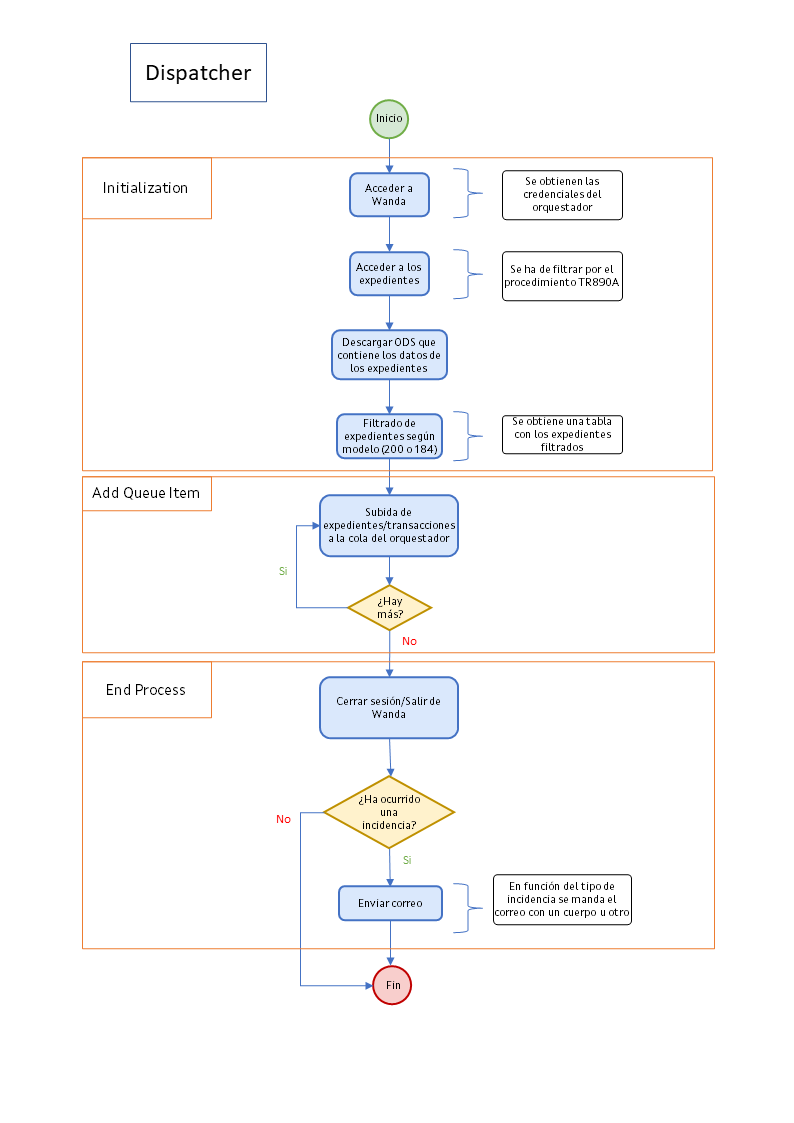 Dispatcher
Inicio
Initialization
Acceder a
Wanda
Se obtienen las
credenciales del
orquestador
Acceder a los
expedientes
Se ha de filtrar por el
procedimiento TR890A
Descargar ODS que
contiene los datos de
los expedientes
Filtrado de
expedientes según
modelo (200 o 184)
Se obtiene una tabla
con los expedientes
filtrados
Add Queue Item
Subida de
expedientes/transacciones
a la cola del orquestador
Si
¿Hay
más?
No
End Process
Cerrar sesión/Salir de
Wanda
¿Ha ocurrido
una
incidencia?
No
Si
Enviar correo
En función del tipo de
incidencia se manda el
correo con un cuerpo u otro
Fin